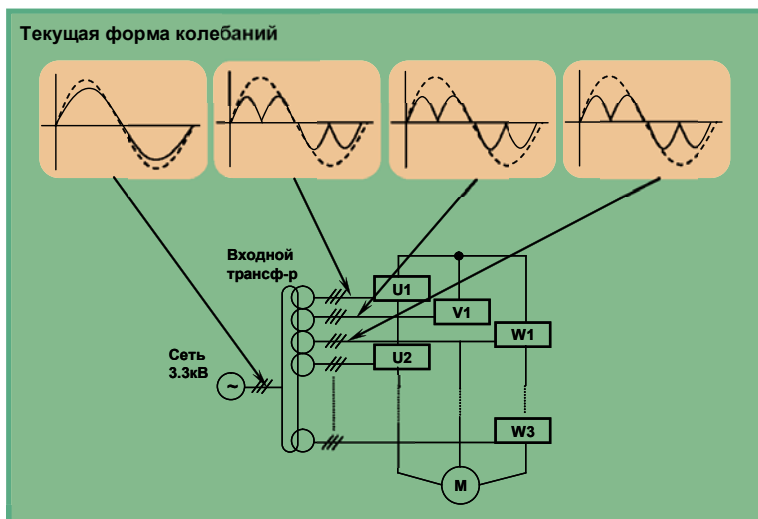 Текущая форма колебаний
Входной
трансф-р
U1
V1
W1
Сеть
3.3кВ
U2
~
W3
M